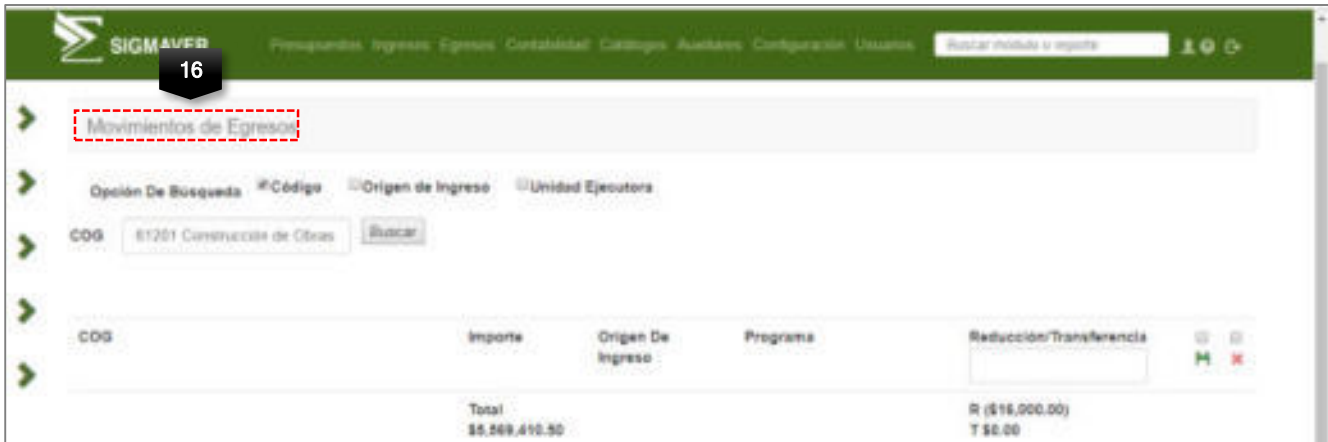 SIGMAVER
Presupuestos Ingresos Egresos Contabilidad Catálogos Auxiliares Configuración Usuarios Buscar módulo o reporte
16
Movimientos de Egresos
Opción De Búsqueda Código Origen de Ingreso Unidad Ejecutora
COG 61201 Construcción de Obras Buscar
COG Importe Origen De Ingreso Programa Reducción/Transferencia
Total R ($16,000.00)
$5,569,410.50 T $0.00